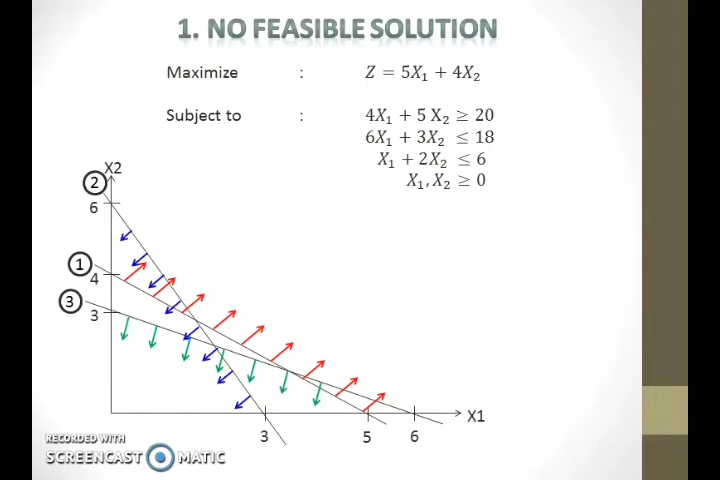 1. NO FEASIBLE SOLUTION
Maximize : Z = 5X₁ + 4X₂
Subject to : 4X₁ + 5 X₂ ≥ 20
6X₁ + 3X₂ ≤ 18
X₁ + 2X₂ ≤ 6
X₁, X₂ ≥ 0
X2
2
6
1
4
3
3
X1
3 5 6
RECORDED WITH
SCREENCAST MATIC